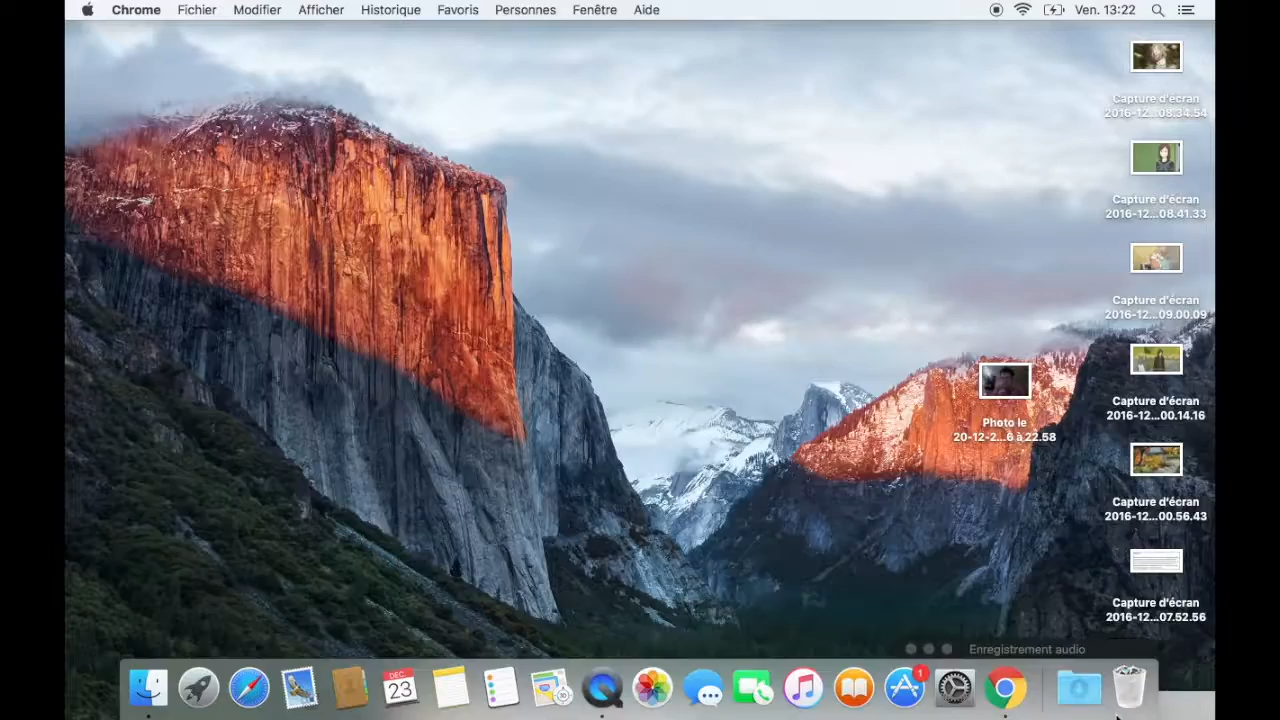 Chrome Fichier Modifier Afficher Historique Favoris Personnes Fenêtre Aide Ven. 13:22
Capture d'écran
2016-12...08.34.54
Capture d'écran
2016-12...08.41.33
Capture d'écran
2016-12...09.00.09
Capture d'écran
2016-12...00.14.16
Photo le
20-12-2...6 à 22.58
Capture d'écran
2016-12...00.56.43
Capture d'écran
2016-12...07.52.56
Enregistrement audio
DEC
23
1